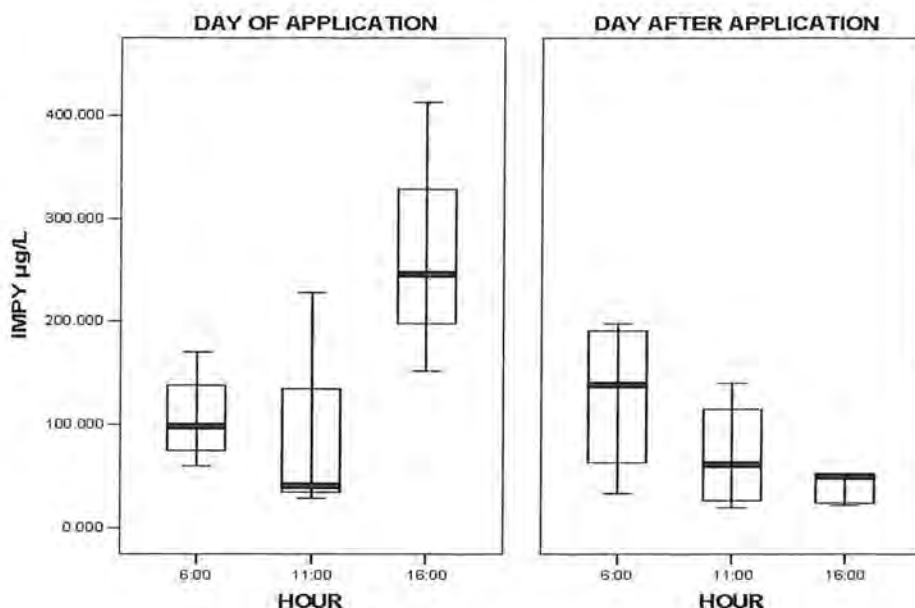 DAY OF APPLICATION
DAY AFTER APPLICATION
IMPY µg/L
400.000
300.000
200.000
100.000
0.000
6:00
11:00
16:00
HOUR
6:00
11:00
16:00
HOUR